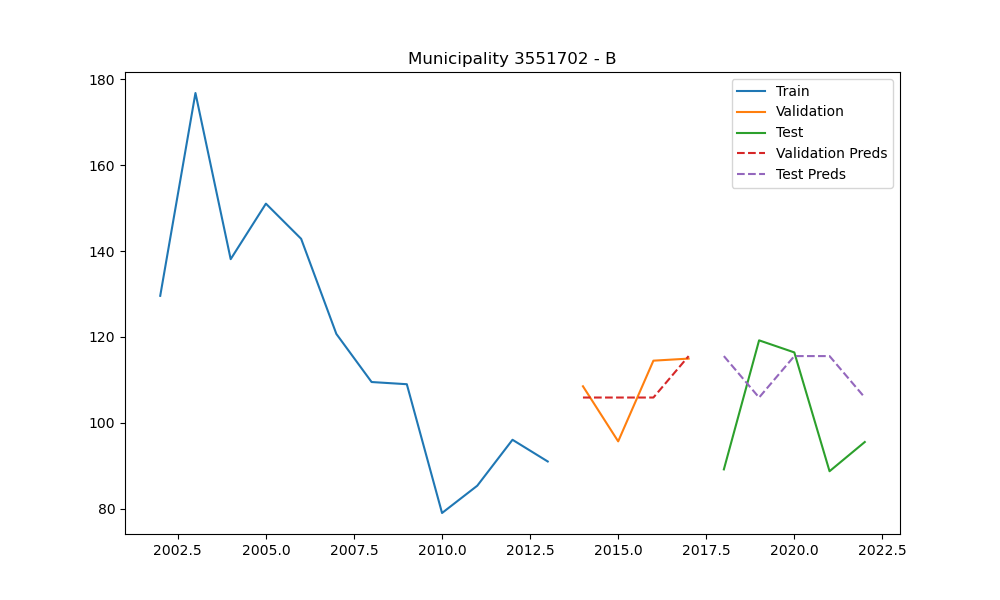 Municipality 3551702 - B
180
160
140
120
100
80
2002.5 2005.0 2007.5 2010.0 2012.5 2015.0 2017.5 2020.0 2022.5
Train
Validation
Test
Validation Preds
Test Preds